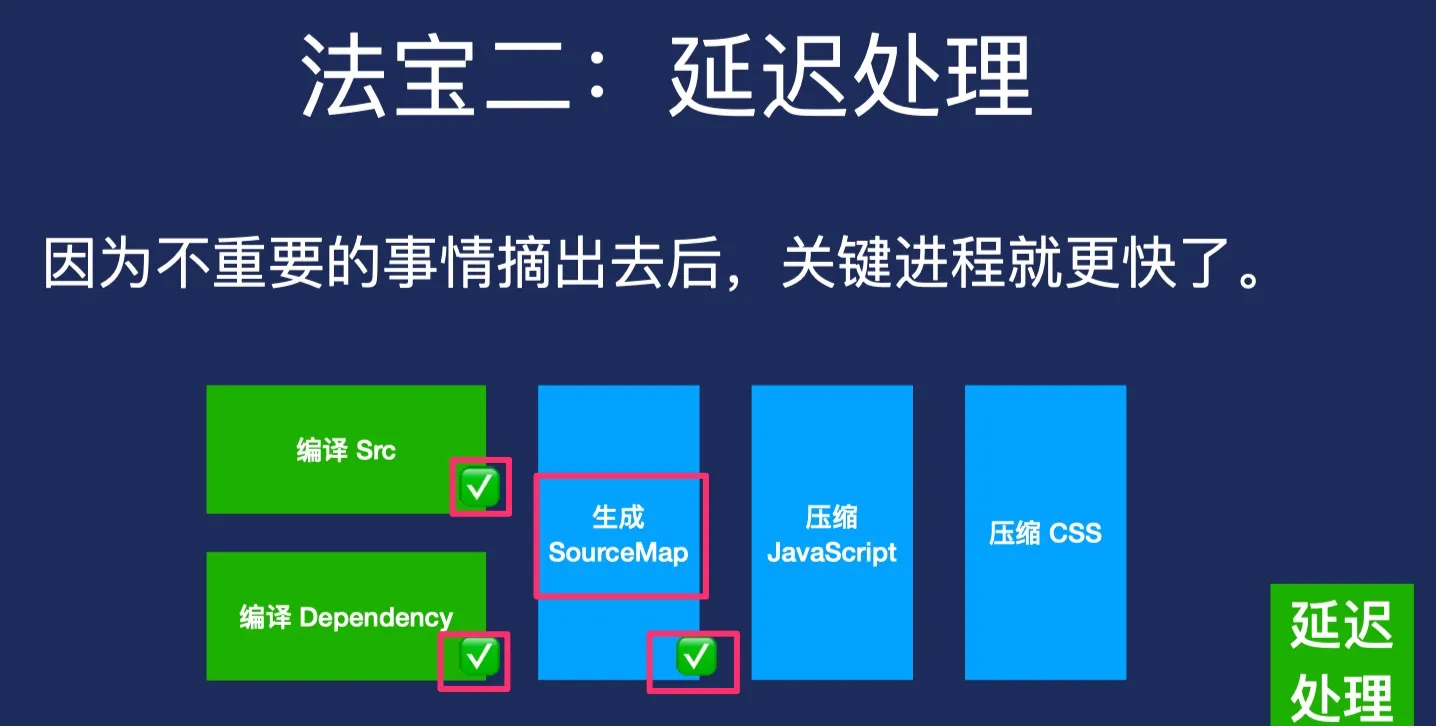 法宝二：延迟处理
因为不重要的事情摘出去后，关键进程就更快了。
编译 Src
编译 Dependency
生成
SourceMap
压缩
JavaScript
压缩 CSS
延迟
处理